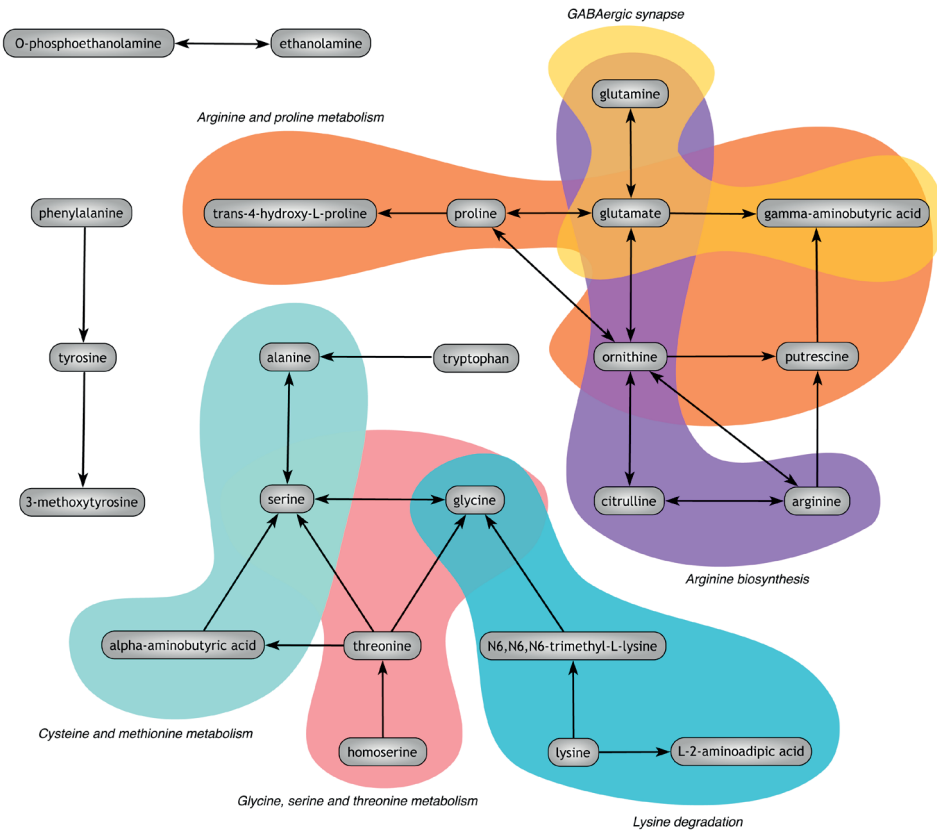 GABAergic synapse
O-phosphoethanolamine
ethanolamine
glutamine
Arginine and proline metabolism
phenylalanine
trans-4-hydroxy-L-proline
proline
glutamate
gamma-aminobutyric acid
tyrosine
alanine
tryptophan
ornithine
putrescine
3-methoxytyrosine
serine
glycine
citrulline
arginine
Arginine biosynthesis
alpha-aminobutyric acid
threonine
N6,N6,N6-trimethyl-L-lysine
Cysteine and methionine metabolism
homoserine
lysine
L-2-aminoadipic acid
Glycine, serine and threonine metabolism
Lysine degradation